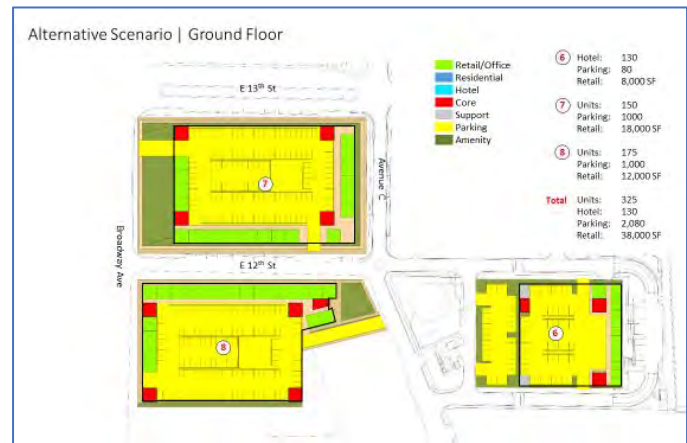 Alternative Scenario | Ground Floor
Retail/Office
Residential
Hotel
Core
Support
Parking
Amenity
6 Hotel: 130
Parking: 80
Retail: 8,000 SF
7 Units: 150
Parking: 1000
Retail: 18,000 SF
8 Units: 175
Parking: 1,000
Retail: 12,000 SF
Total Units: 325
Hotel: 130
Parking: 2,080
Retail: 38,000 SF
E 13th St
7
Avenue C
Broadway Ave
E 12th St
8
6